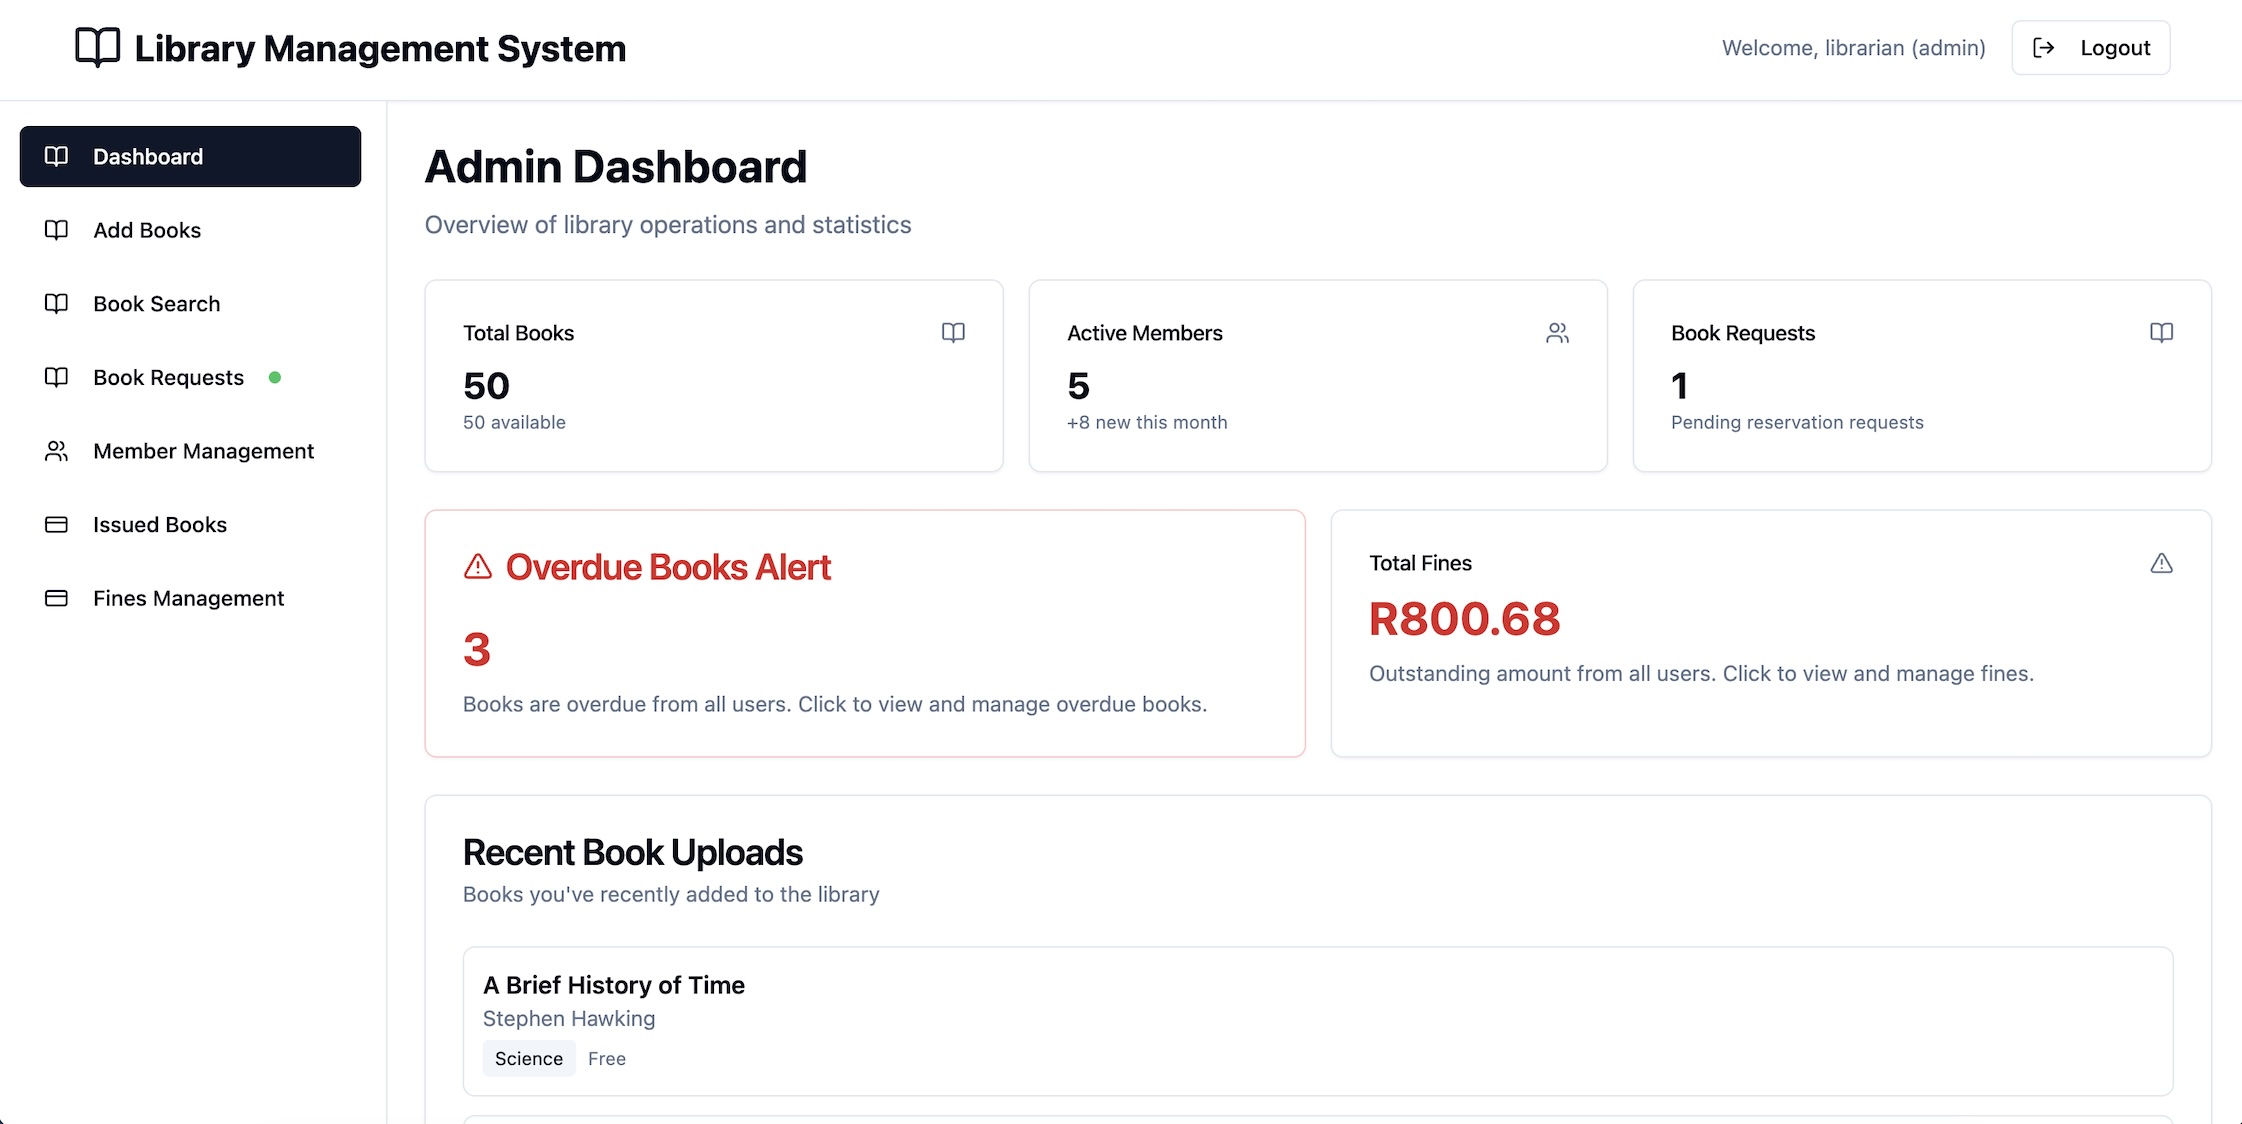 Library Management System
Welcome, librarian (admin)
Logout
Dashboard
Add Books
Book Search
Book Requests
Member Management
Issued Books
Fines Management
Admin Dashboard
Overview of library operations and statistics
Total Books
50
50 available
Active Members
5
+8 new this month
Book Requests
1
Pending reservation requests
Overdue Books Alert
3
Books are overdue from all users. Click to view and manage overdue books.
Total Fines
R800.68
Outstanding amount from all users. Click to view and manage fines.
Recent Book Uploads
Books you've recently added to the library
A Brief History of Time
Stephen Hawking
Science Free